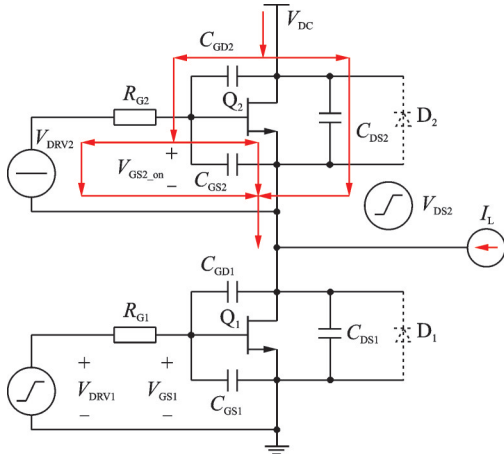 V_DC
C_GD2
R_G2
Q_2
V_DRV2
+
V_GS2_on
−
C_GS2
C_DS2
D_2
V_DS2
I_L
C_GD1
R_G1
Q_1
+
V_DRV1
−
+
V_GS1
−
C_GS1
C_DS1
D_1